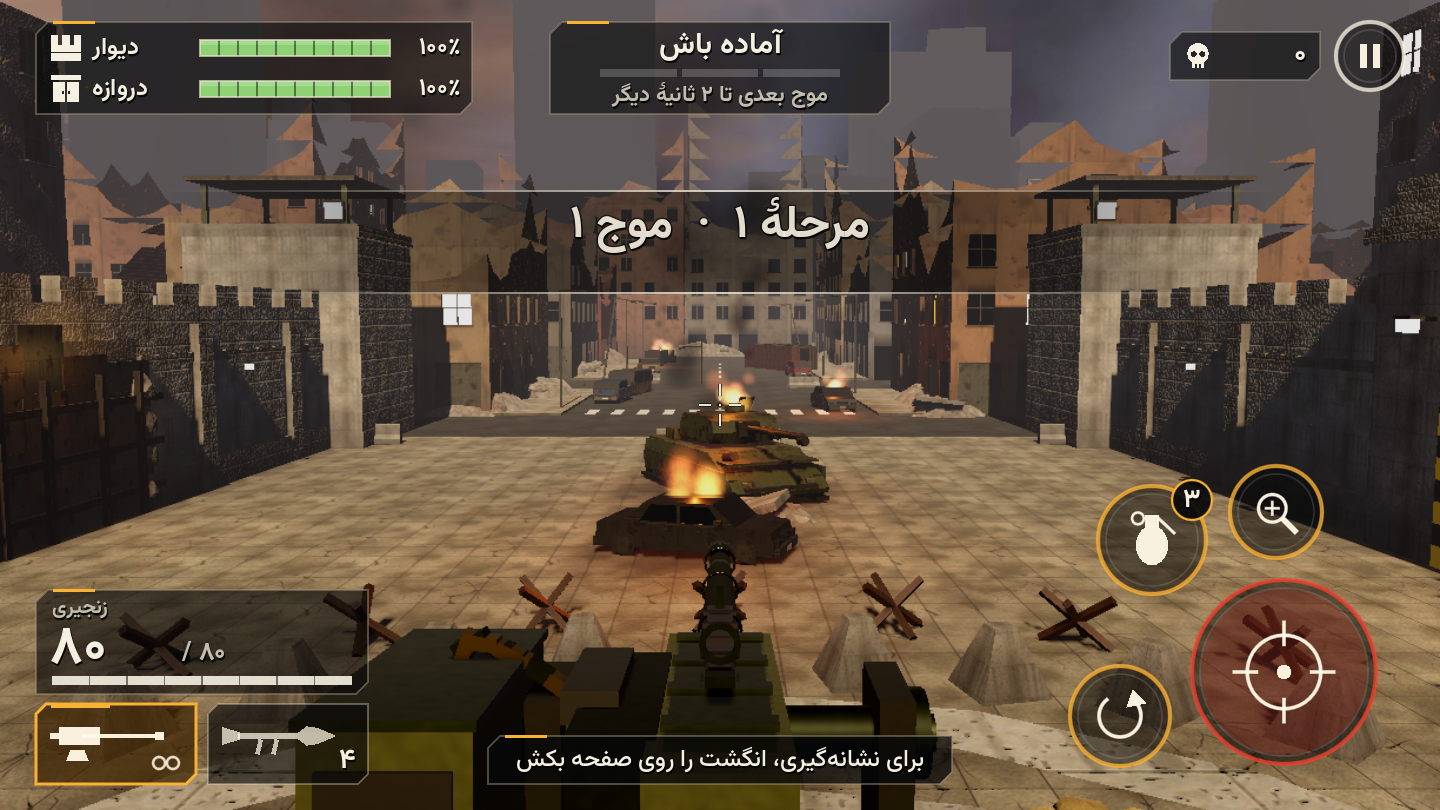 دیوار ۱۰۰٪
دروازه ۱۰۰٪
آماده باش
موج بعدی تا ۲ ثانیهٔ دیگر
۰
مرحلهٔ ۱ · موج ۱
۳
زنجیری
۸۰ / ۸۰
∞
۴
برای نشانه‌گیری، انگشت را روی صفحه بکش